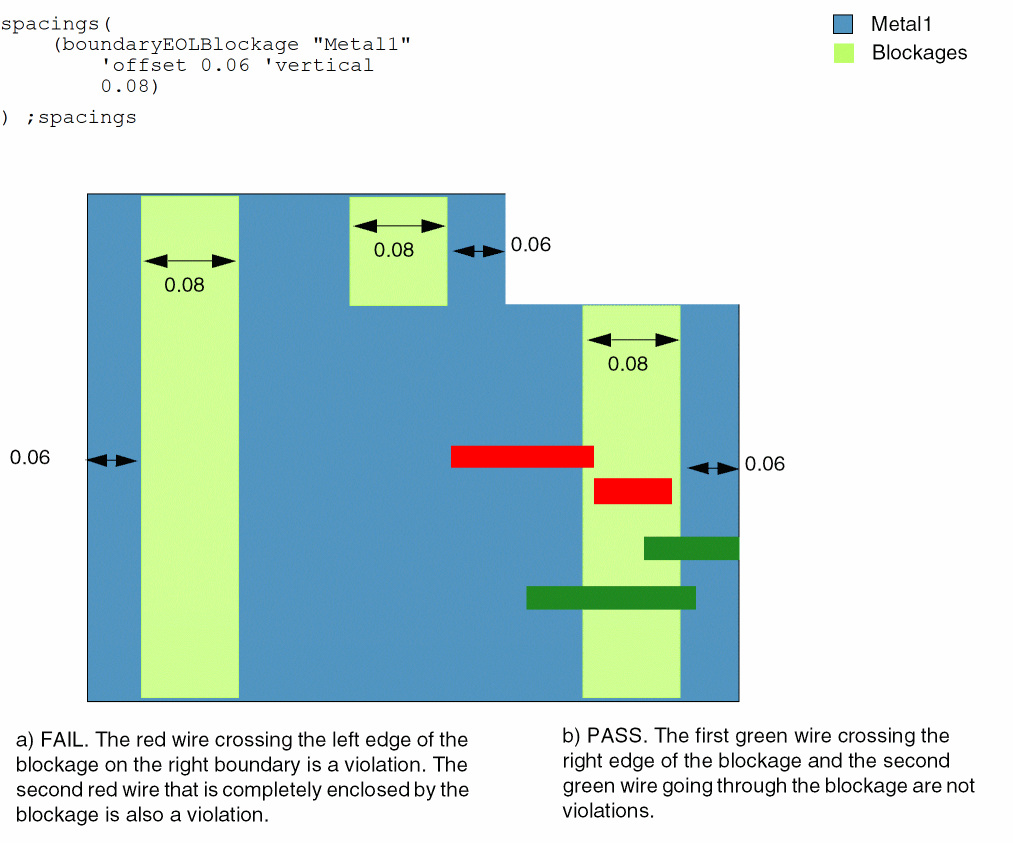 spacings(
(boundaryEOLBlockage "Metal1"
'offset 0.06 'vertical
0.08)
) ;spacings
Metal1
Blockages
0.08
0.08
0.06
0.08
0.06
0.06
a) FAIL. The red wire crossing the left edge of the
blockage on the right boundary is a violation. The
second red wire that is completely enclosed by the
blockage is also a violation.
b) PASS. The first green wire crossing the
right edge of the blockage and the second
green wire going through the blockage are not
violations.